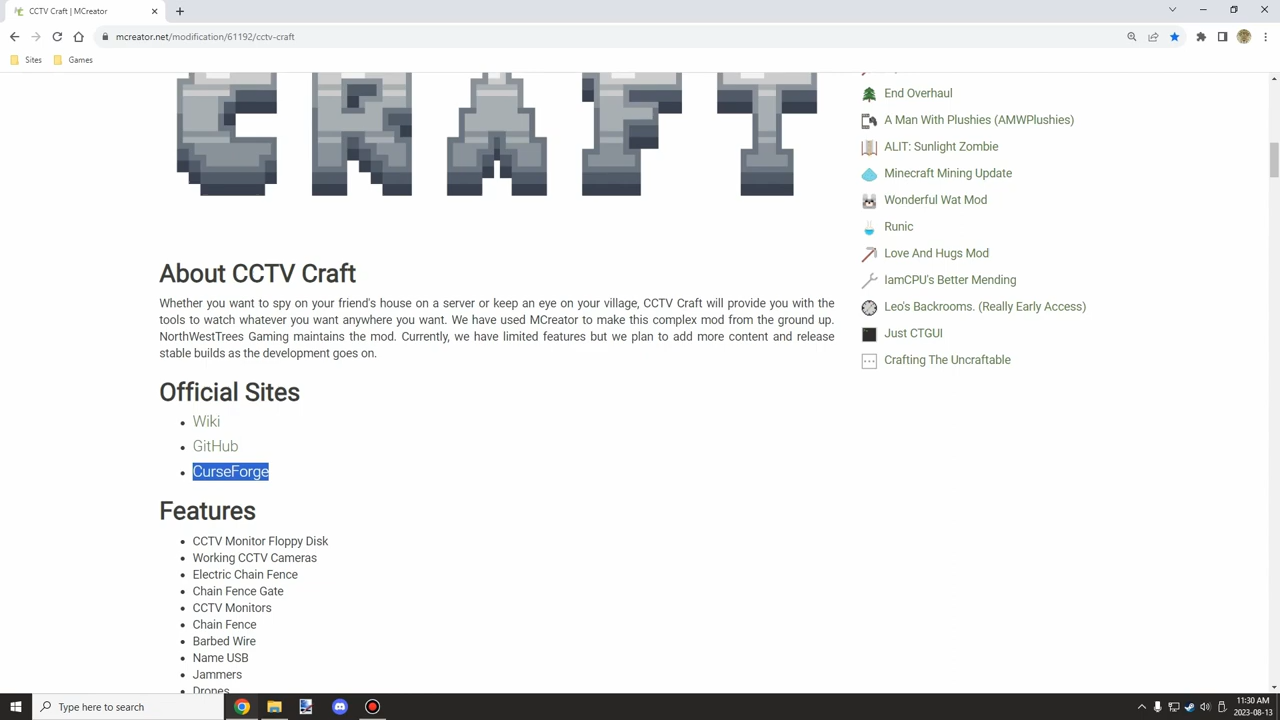 CCTV Craft | MCreator
mcreator.net/modification/61192/cctv-craft
Sites
Games
CRAFT
About CCTV Craft
Whether you want to spy on your friend's house on a server or keep an eye on your village, CCTV Craft will provide you with the
tools to watch whatever you want anywhere you want. We have used MCreator to make this complex mod from the ground up.
NorthWestTrees Gaming maintains the mod. Currently, we have limited features but we plan to add more content and release
stable builds as the development goes on.
Official Sites
Wiki
GitHub
CurseForge
Features
CCTV Monitor Floppy Disk
Working CCTV Cameras
Electric Chain Fence
Chain Fence Gate
CCTV Monitors
Chain Fence
Barbed Wire
Name USB
Jammers
Drones
End Overhaul
A Man With Plushies (AMWPlushies)
ALIT: Sunlight Zombie
Minecraft Mining Update
Wonderful Wat Mod
Runic
Love And Hugs Mod
IamCPU's Better Mending
Leo's Backrooms. (Really Early Access)
Just CTGUI
Crafting The Uncraftable
Type here to search
11:30 AM
2023-08-13